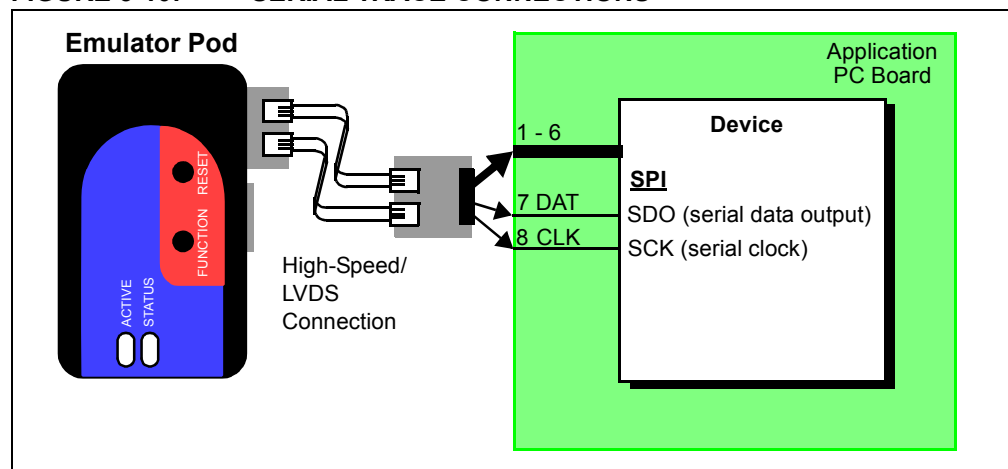 Emulator Pod
RESET
FUNCTION
ACTIVE
STATUS
High-Speed/
LVDS
Connection
Application
PC Board
1 - 6
7 DAT
8 CLK
Device
SPI
SDO (serial data output)
SCK (serial clock)